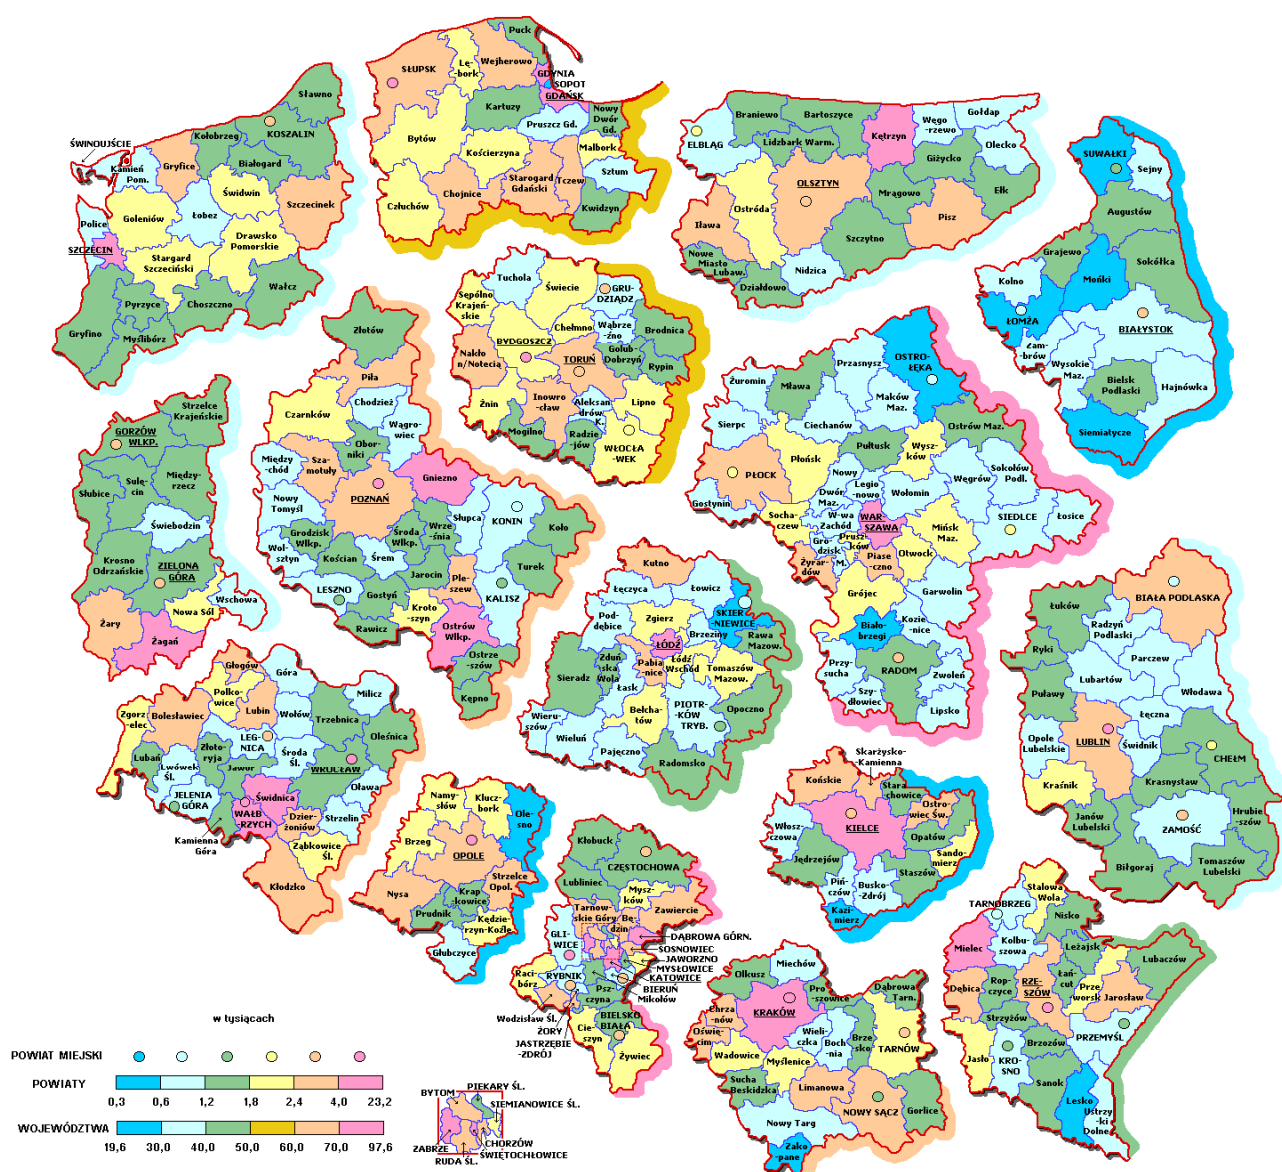 Puck
Lę-
-bork
Wejherowo
SŁUPSK
GDYNIA
SOPOT
GDAŃSK
Kartuzy
Nowy
Dwór
Gd.
Pruszcz Gd.
Bytów
Kościerzyna
Malbork
Starogard
Gdański
Tczew
Sztum
Chojnice
Człuchów
Kwidzyn
Sławno
KOSZALIN
Kołobrzeg
Białogard
ŚWINOUJŚCIE
Kamień
Pom.
Gryfice
Świdwin
Szczecinek
Goleniów
Łobez
Police
Drawsko
Pomorskie
SZCZECIN
Stargard
Szczeciński
Wałcz
Pyrzyce
Choszczno
Gryfino
Myślibórz
Braniewo
Bartoszyce
Kętrzyn
Węgo
-rzewo
Gołdap
ELBLĄG
Lidzbark Warm.
Olecko
Giżycko
OLSZTYN
Mrągowo
Ełk
Ostróda
Pisz
Iława
Szczytno
Nowe
Miasto
Lubaw.
Nidzica
Działdowo
SUWAŁKI
Sejny
Augustów
Grajewo
Sokółka
Kolno
Mońki
ŁOMŻA
BIAŁYSTOK
Zam-
-brów
Wysokie
Maz.
Bielsk
Podlaski
Hajnówka
Siemiatycze
Tuchola
Sępólno
Krajeń-
skie
Świecie
GRU-
DZIĄDZ
Chełmno
Wąbrze
-źno
Brodnica
BYDGOSZCZ
Nakło
n/Notecią
TORUŃ
Golub-
Dobrzyń
Rypin
Inowro
-cław
Aleksan
drów.
K.
Lipno
Żnin
Mogilno
Radzie
-jów
WŁOCŁA
-WEK
Złotów
Piła
Chodzież
Czarnków
Wągro-
wiec
Obor-
niki
Między
-chód
Sza-
motuły
Gniezno
POZNAŃ
Nowy
Tomyśl
Słupca
KONIN
Grodzisk
Wlkp.
Środa
Wlkp.
Wrze-
śnia
Koło
Wol-
sztyn
Kościan
Śrem
Turek
Jarocin
Ple-
szew
LESZNO
Gostyń
KALISZ
Kroto
-szyn
Rawicz
Ostrów
Wlkp.
Ostrze-
szów
Kępno
Strzelce
Krajeńskie
GORZÓW
WLKP.
Między-
rzecz
Słubice
Sulę-
cin
Świebodzin
Krosno
Odrzańskie
ZIELONA
GÓRA
Wschowa
Nowa Sól
Żary
Żagań
Przasnysz
OSTRO-
ŁĘKA
Żuromin
Mława
Maków
Maz.
Sierpc
Ciechanów
Ostrów Maz.
Pułtusk
Wysz-
ków
Płońsk
PŁOCK
Sokołów
Podl.
Nowy
Dwór
Maz.
Legio
-nowo
Węgrów
Wołomin
Gostynin
Socha-
czew
W-wa
Zachód
WAR-
SZAWA
SIEDLCE
Łosice
Mińsk
Maz.
Gro-
dzisk
M.
Prusz-
ków
Żyrar-
dów
Piase-
czno
Otwock
Grójec
Garwolin
Biało-
brzegi
Kozie-
nice
RADOM
Przy-
sucha
Zwoleń
Szy-
dłowiec
Lipsko
Kutno
Łęczyca
Łowicz
SKIER
NIEWICE
Pod-
dębice
Zgierz
Brzeziny
Rawa
Mazow.
ŁÓDŹ
Zduń
ska
Wola
Pabia-
nice
Łódź
Wschód
Sieradz
Tomaszów
Mazow.
Łask
Wieru-
szów
Bełcha-
tów
PIOTR-
KÓW
TRYB.
Opoczno
Wieluń
Pajęczno
Radomsko
BIAŁA PODLASKA
Łuków
Radzyń
Podlaski
Ryki
Parczew
Lubartów
Puławy
Włodawa
Łęczna
Opole
Lubelskie
LUBLIN
Świdnik
CHEŁM
Krasnystaw
Kraśnik
Hrubie-
szów
Janów
Lubelski
ZAMOŚĆ
Biłgoraj
Tomaszów
Lubelski
Głogów
Góra
Polko-
wice
Milicz
Zgorz
-elec
Bolesławiec
Lubin
Wołów
Trzebnica
LEG-
NICA
Oleśnica
Lubań
Złoto-
ryja
Środa
Śl.
Lwówek
Śl.
Jawor
WROCŁAW
JELENIA
GÓRA
Świdnica
Oława
WAŁB
-RZYCH
Strzelin
Dzier-
żoniów
Kamienna
Góra
Ząbkowice
Śl.
Kłodzko
Namy-
słów
Klucz-
bork
Ole-
sno
Brzeg
OPOLE
Nysa
Strzelce
Opol.
Krap
-kowice
Prudnik
Kędzie-
rzyn-Koźle
Głubczyce
Kłobuck
CZĘSTOCHOWA
Lubliniec
Mysz-
ków
Tarnow-
skie Góry
Zawiercie
Bę-
dzin
GLI-
WICE
DĄBROWA GÓRN.
SOSNOWIEC
JAWORZNO
MYSŁOWICE
KATOWICE
BIERUŃ
Mikołów
Raci-
bórz
RYBNIK
Psz-
czyna
Wodzisław Śl.
ŻORY
JASTRZĘBIE
-ZDRÓJ
Cie-
szyn
BIELSKO
BIAŁA
Żywiec
Skarżysko-
Kamienna
Końskie
Stara
chowice
Ostro-
wiec Św.
KIELCE
Włosz-
czowa
Opatów
Jędrzejów
Sando-
mierz
Staszów
Piń-
czów
Busko-
-Zdrój
Kazi-
mierz
Miechów
Olkusz
Pro-
szowice
Dąbrowa
Tarn.
Chrza-
nów
KRAKÓW
Oświę-
cim
Wieli-
czka
Boch-
nia
Brze-
sko
TARNÓW
Wadowice
Myślenice
Sucha
Beskidzka
Limanowa
NOWY SĄCZ
Gorlice
Nowy Targ
Zako
-pane
Stalowa
Wola
TARNOBRZEG
Nisko
Mielec
Kolbu-
szowa
Leżajsk
Lubaczów
Dębica
Rop-
czyce
RZE-
SZÓW
Łań-
cut
Prze
worsk
Jarosław
Strzyżów
PRZEMYŚL
Jasło
KRO-
SNO
Brzozów
Sanok
Lesko
Ustrzy
-ki
Dolne
w tysiącach
POWIAT MIEJSKI
POWIATY
0,3 0,6 1,2 1,8 2,4 4,0 23,2
WOJEWÓDZTWA
19,6 30,0 40,0 50,0 60,0 70,0 97,6
BYTOM
PIEKARY ŚL.
SIEMIANOWICE ŚL.
CHORZÓW
ŚWIĘTOCHŁOWICE
ZABRZE
RUDA ŚL.